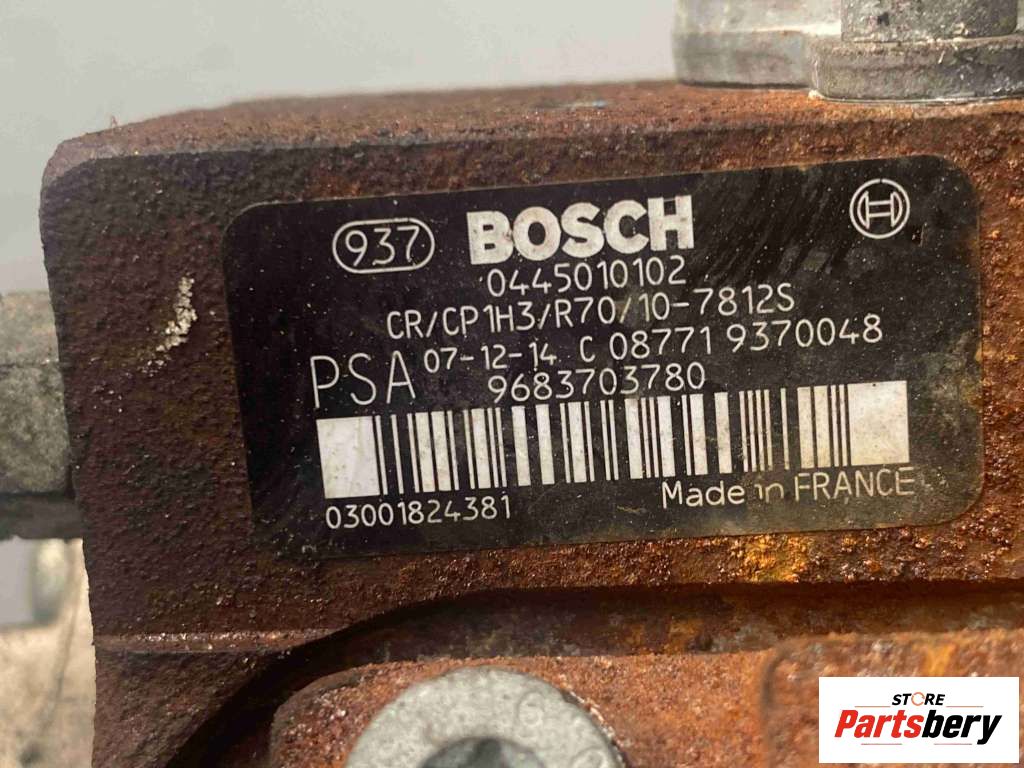 937 BOSCH
0445010102
CR/CP1H3/R70/10-7812S
PSA 07-12-14 C 08771 9370048
9683703780
03001824381 Made in FRANCE
STORE
Partsbery